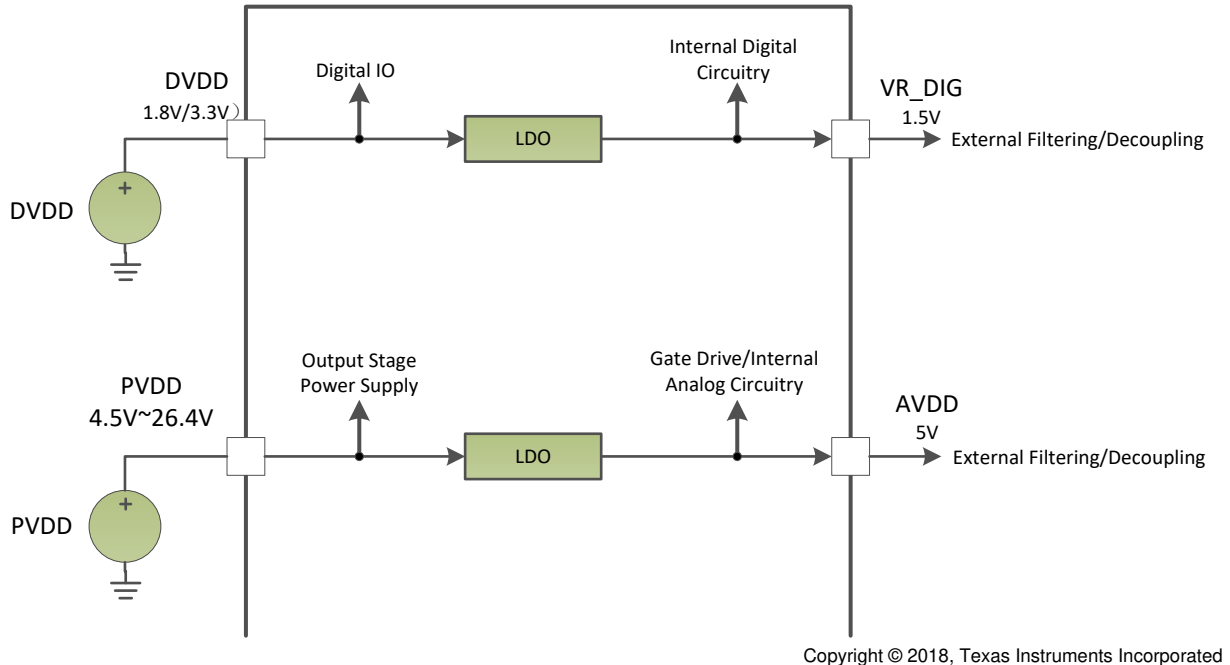 DVDD
1.8V/3.3V）
Digital IO
Internal Digital
Circuitry
VR_DIG
1.5V
LDO
External Filtering/Decoupling
+
DVDD
PVDD
4.5V~26.4V
Output Stage
Power Supply
Gate Drive/Internal
Analog Circuitry
AVDD
5V
LDO
External Filtering/Decoupling
+
PVDD
Copyright © 2018, Texas Instruments Incorporated